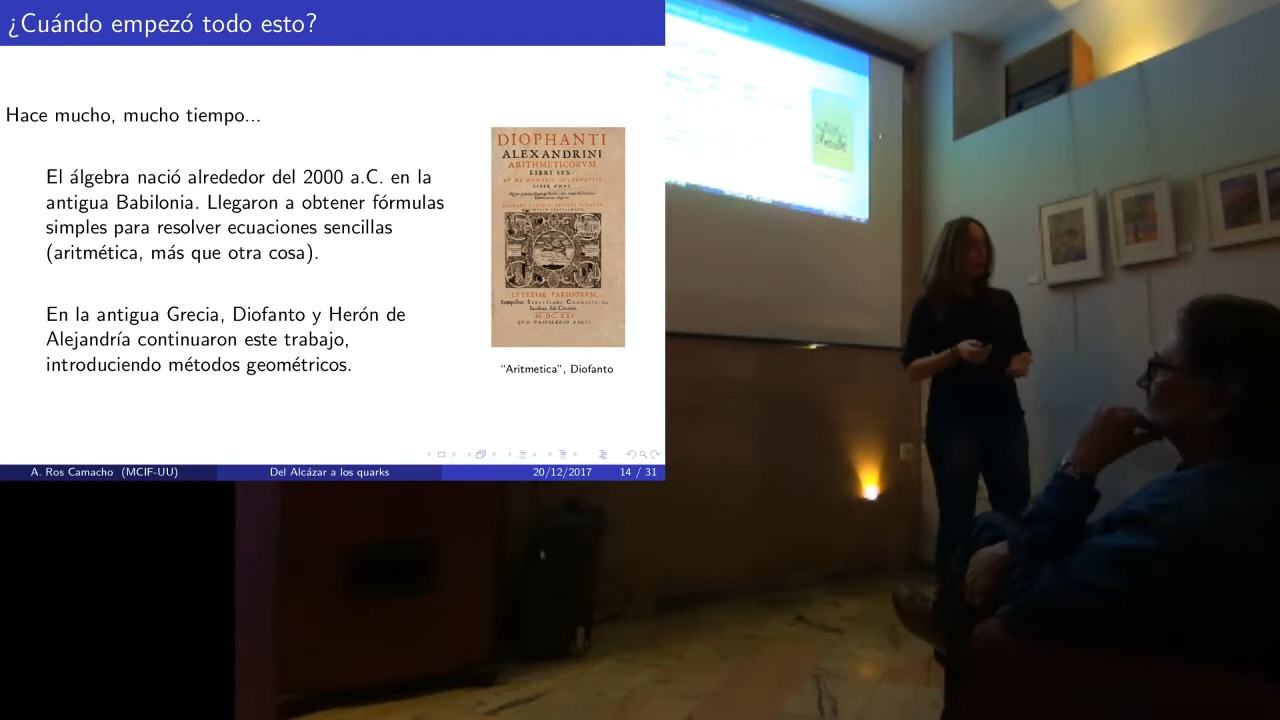 ¿Cuándo empezó todo esto?
Hace mucho, mucho tiempo...
El álgebra nació alrededor del 2000 a.C. en la
antigua Babilonia. Llegaron a obtener fórmulas
simples para resolver ecuaciones sencillas
(aritmética, más que otra cosa).
En la antigua Grecia, Diofanto y Herón de
Alejandría continuaron este trabajo,
introduciendo métodos geométricos.
DIOPHANTI
ALEXANDRINI
ARITHMETICORVM
LIBRI SEX.
LVTETIAE PARISIORVM,
M. DC. XXI.
"Aritmetica", Diofanto
A. Ros Camacho (MCIF-UU) Del Alcázar a los quarks 20/12/2017 14 / 31